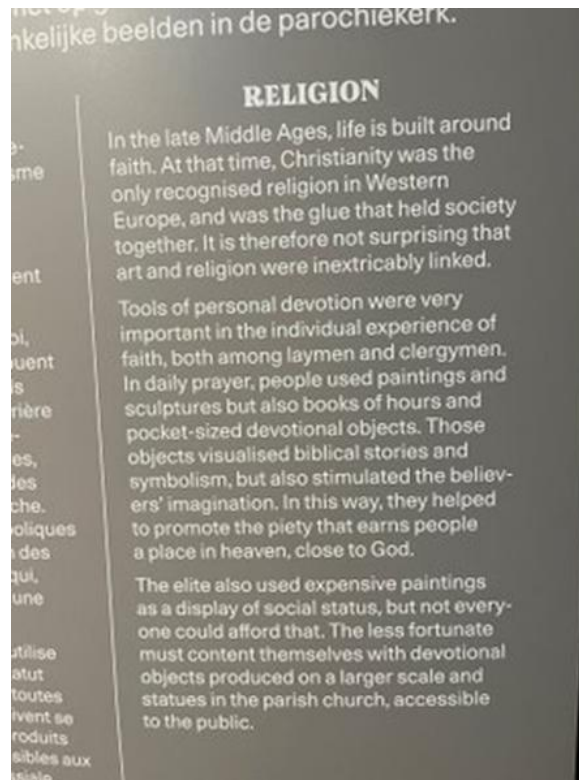 nkelijke beelden in de parochiekerk.
RELIGION
In the late Middle Ages, life is built around
faith. At that time, Christianity was the
only recognised religion in Western
Europe, and was the glue that held society
together. It is therefore not surprising that
art and religion were inextricably linked.
Tools of personal devotion were very
important in the individual experience of
faith, both among laymen and clergymen.
In daily prayer, people used paintings and
sculptures but also books of hours and
pocket-sized devotional objects. Those
objects visualised biblical stories and
symbolism, but also stimulated the believ-
ers' imagination. In this way, they helped
to promote the piety that earns people
a place in heaven, close to God.
The elite also used expensive paintings
as a display of social status, but not every-
one could afford that. The less fortunate
must content themselves with devotional
objects produced on a larger scale and
statues in the parish church, accessible
to the public.
e-
sme
ent
oi,
quent
is
rière
-
es,
des
che.
oliques
des
qui,
une
utilise
atut
toutes
ivent se
roduits
sibles aux